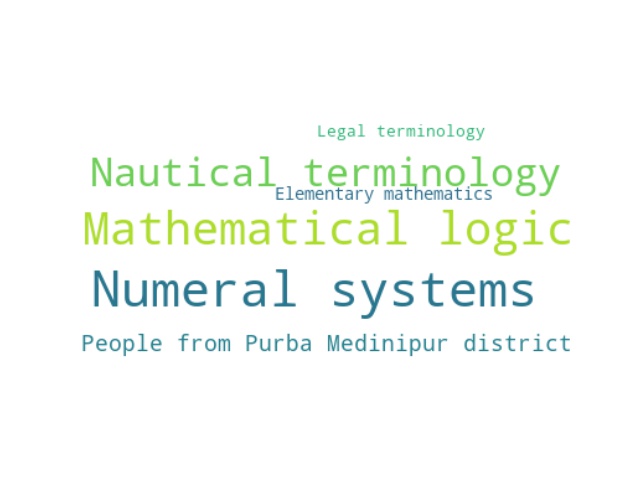 Legal terminology
Nautical terminology
Elementary mathematics
Mathematical logic
Numeral systems
People from Purba Medinipur district